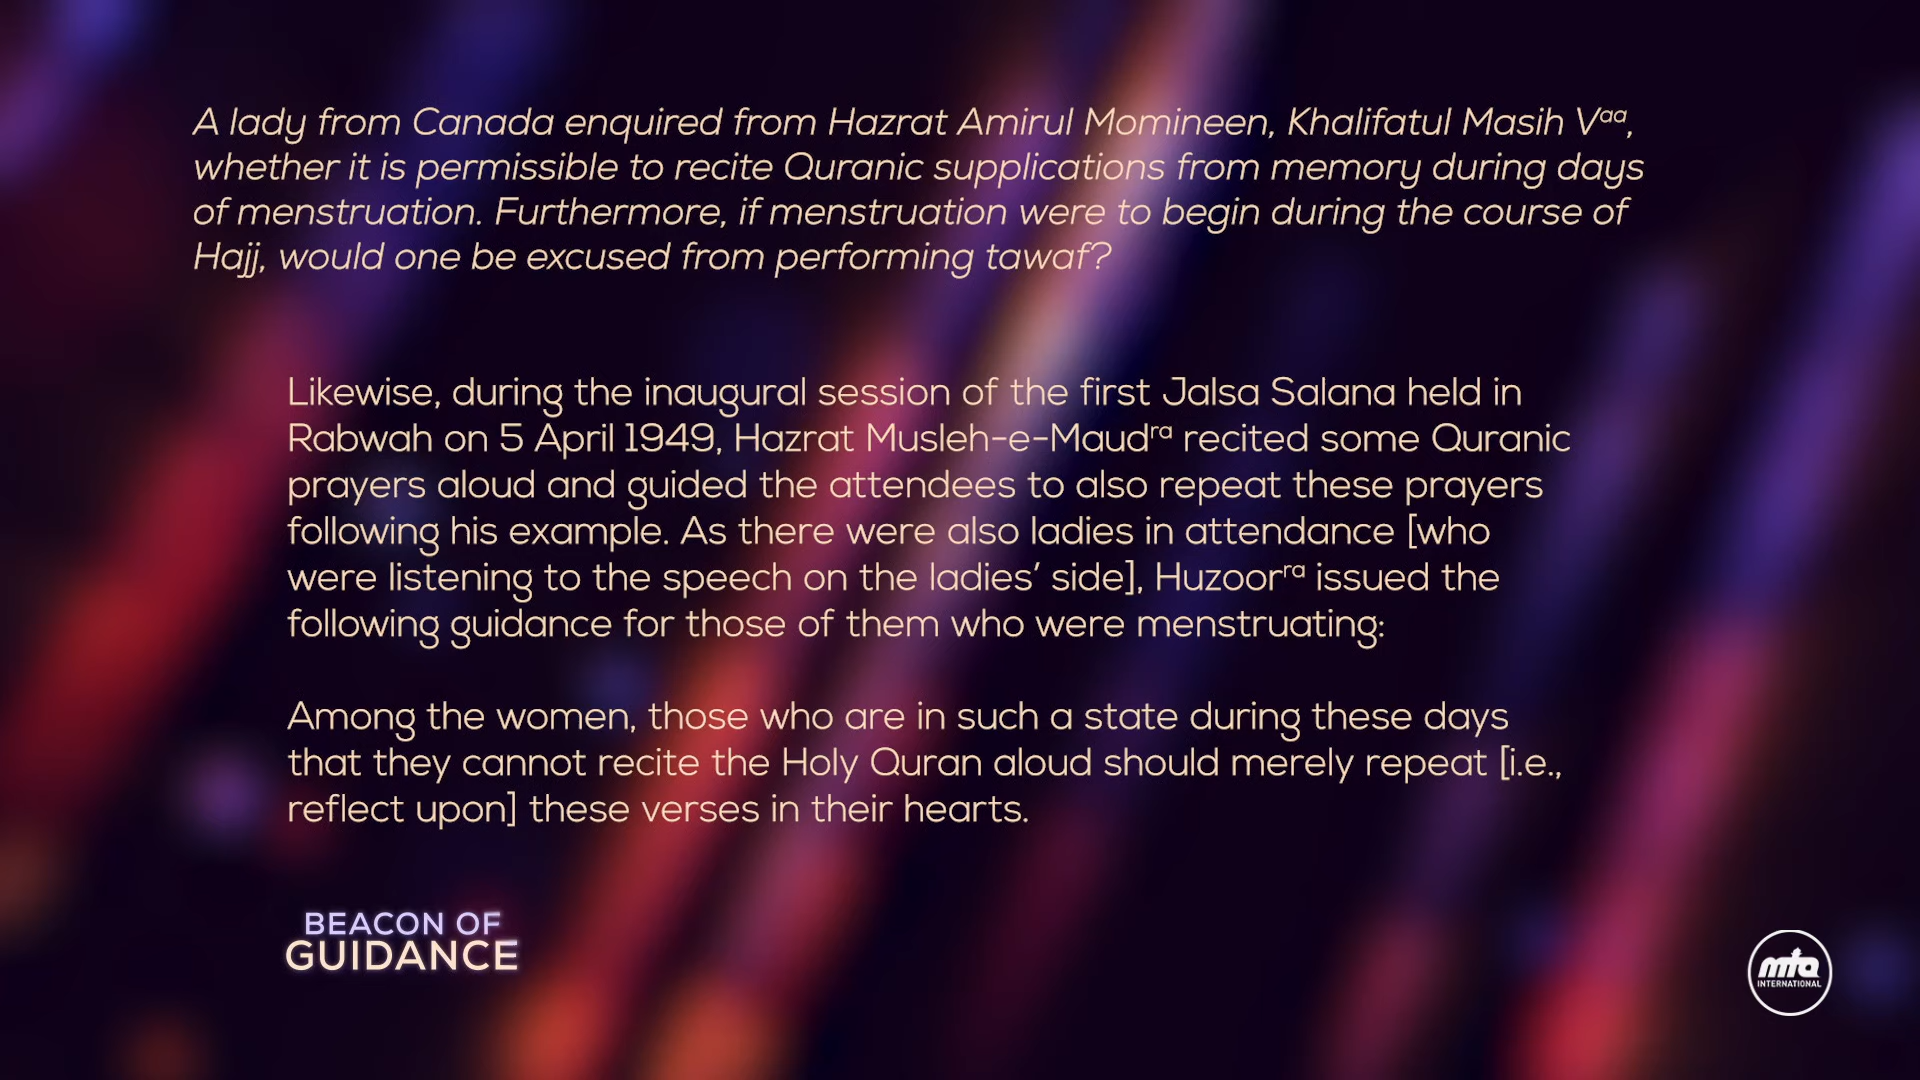 A lady from Canada enquired from Hazrat Amirul Momineen, Khalifatul Masih Vaa,
whether it is permissible to recite Quranic supplications from memory during days
of menstruation. Furthermore, if menstruation were to begin during the course of
Hajj, would one be excused from performing tawaf?
Likewise, during the inaugural session of the first Jalsa Salana held in
Rabwah on 5 April 1949, Hazrat Musleh-e-Maudra recited some Quranic
prayers aloud and guided the attendees to also repeat these prayers
following his example. As there were also ladies in attendance [who
were listening to the speech on the ladies’ side], Huzoorra issued the
following guidance for those of them who were menstruating:
Among the women, those who are in such a state during these days
that they cannot recite the Holy Quran aloud should merely repeat [i.e.,
reflect upon] these verses in their hearts.
BEACON OF
GUIDANCE
mta
INTERNATIONAL